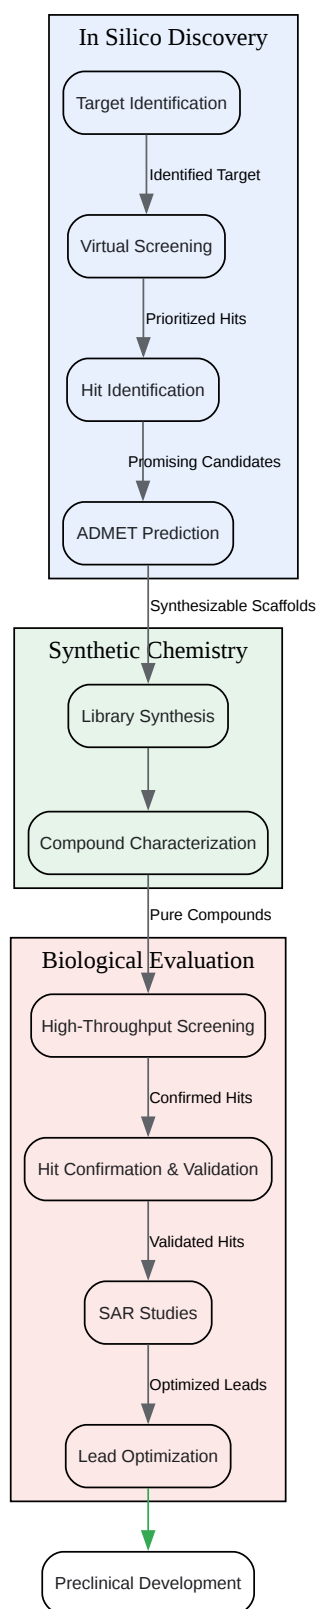 In Silico Discovery
Target Identification
Identified Target
Virtual Screening
Prioritized Hits
Hit Identification
Promising Candidates
ADMET Prediction
Synthesizable Scaffolds
Synthetic Chemistry
Library Synthesis
Compound Characterization
Pure Compounds
Biological Evaluation
High-Throughput Screening
Confirmed Hits
Hit Confirmation & Validation
Validated Hits
SAR Studies
Optimized Leads
Lead Optimization
Preclinical Development